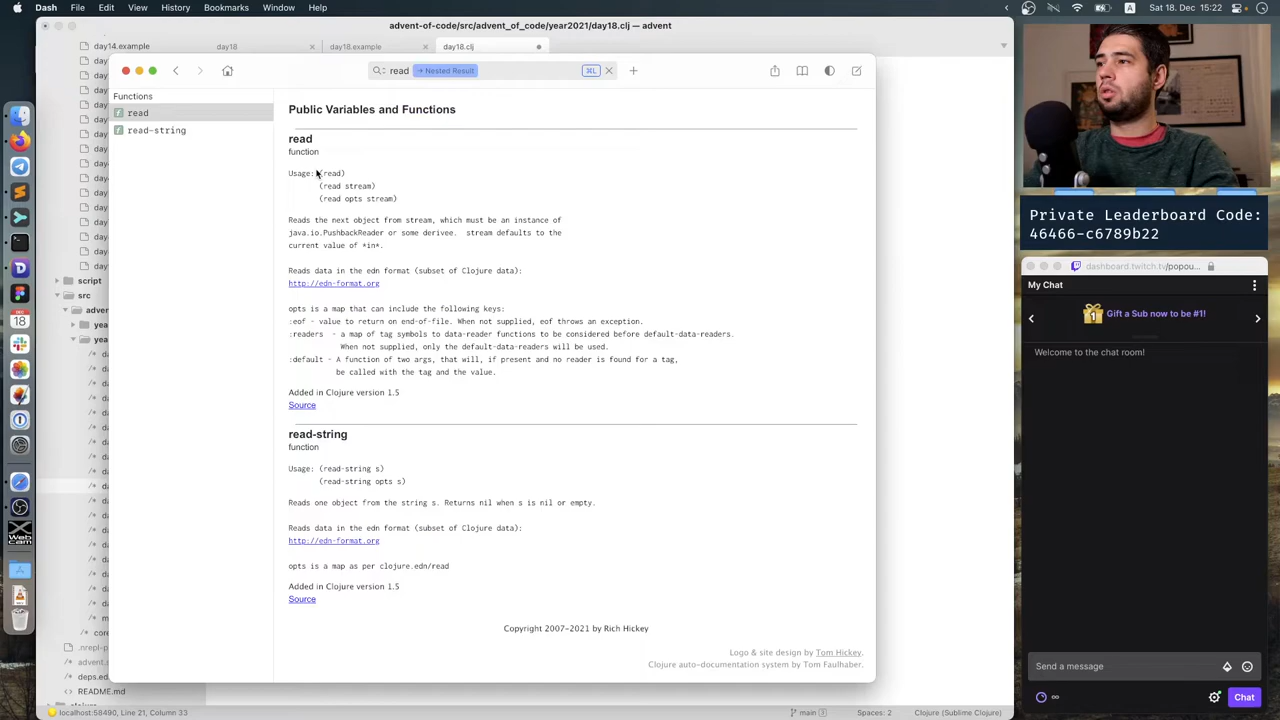 Dash
File
Edit
View
History
Bookmarks
Window
Help
Sat 18. Dec 15:22
advent-of-code/src/advent_of_code/year2021/day18.clj — advent
day14.example
day18
day18.example
day18.clj
read
Nested Result
⌘L
Functions
read
read-string
Public Variables and Functions
read
function
Usage: (read)
(read stream)
(read opts stream)
Reads the next object from stream, which must be an instance of
java.io.PushbackReader or some derivee. stream defaults to the
current value of *in*.
Reads data in the edn format (subset of Clojure data):
http://edn-format.org
opts is a map that can include the following keys:
:eof - value to return on end-of-file. When not supplied, eof throws an exception.
:readers - a map of tag symbols to data-reader functions to be considered before default-data-readers.
When not supplied, only the default-data-readers will be used.
:default - A function of two args, that will, if present and no reader is found for a tag,
be called with the tag and the value.
Added in Clojure version 1.5
Source
read-string
function
Usage: (read-string s)
(read-string opts s)
Reads one object from the string s. Returns nil when s is nil or empty.
Reads data in the edn format (subset of Clojure data):
http://edn-format.org
opts is a map as per clojure.edn/read
Added in Clojure version 1.5
Source
Copyright 2007-2021 by Rich Hickey
Logo & site design by Tom Hickey.
Clojure auto-documentation system by Tom Faulhaber.
script
src
adven
yea
yea
cor
.nrepl-p
advent.
deps.ed
README.md
localhost:58490, Line 21, Column 33
main
Spaces: 2
Clojure (Sublime Clojure)
Private Leaderboard Code:
46466-c6789b22
dashboard.twitch.tv/popou...
My Chat
Gift a Sub now to be #1!
Welcome to the chat room!
Send a message
Chat